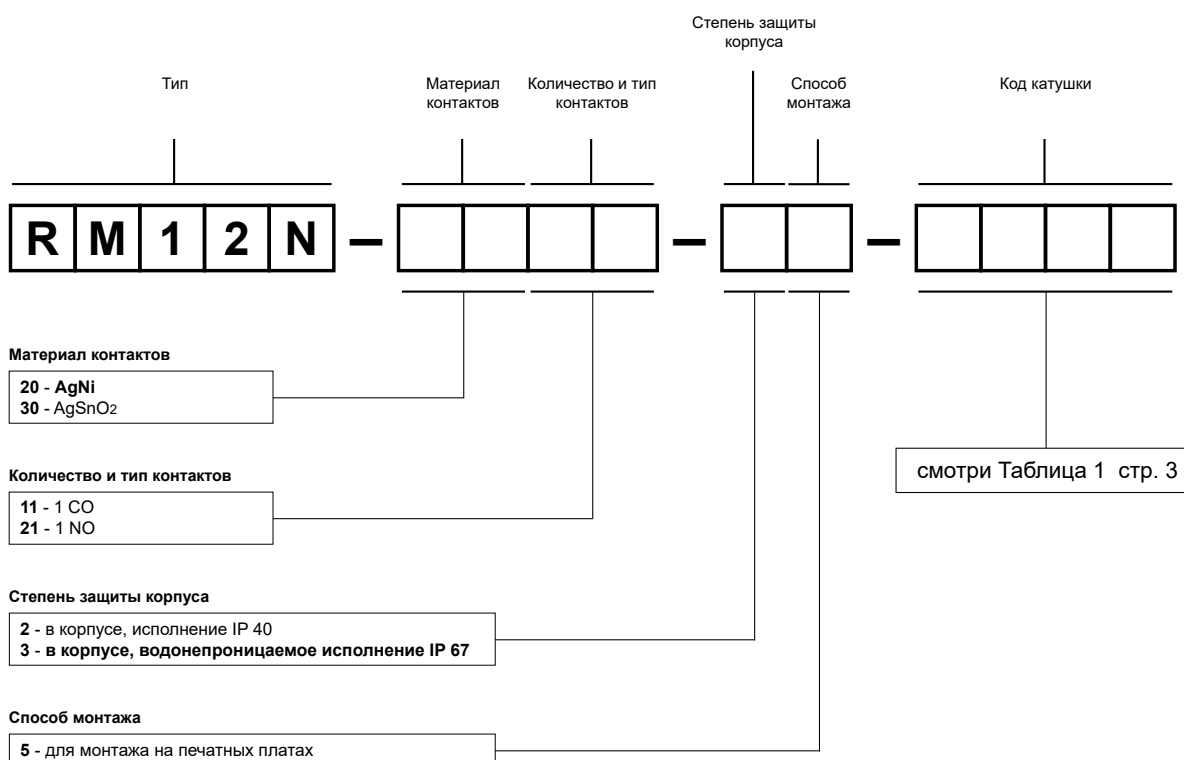 Степень защиты
корпуса
Тип
Материал
контактов
Количество и тип
контактов
Способ
монтажа
Код катушки
RM12N – –  –
Материал контактов
20 - AgNi
30 - AgSnO2
Количество и тип контактов
11 - 1 CO
21 - 1 NO
смотри Таблица 1 стр. 3
Степень защиты корпуса
2 - в корпусе, исполнение IP 40
3 - в корпусе, водонепроницаемое исполнение IP 67
Способ монтажа
5 - для монтажа на печатных платах